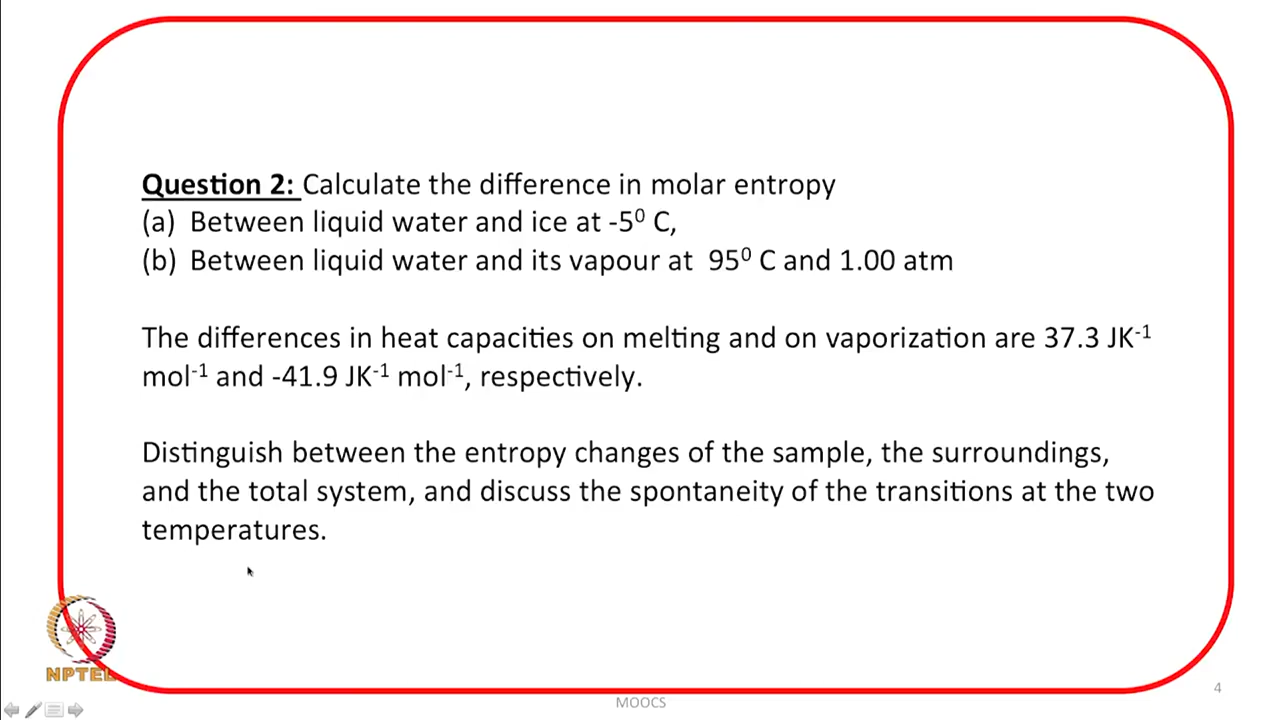 Question 2: Calculate the difference in molar entropy
(a) Between liquid water and ice at -5⁰ C,
(b) Between liquid water and its vapour at 95⁰ C and 1.00 atm
The differences in heat capacities on melting and on vaporization are 37.3 JK⁻¹
mol⁻¹ and -41.9 JK⁻¹ mol⁻¹, respectively.
Distinguish between the entropy changes of the sample, the surroundings,
and the total system, and discuss the spontaneity of the transitions at the two
temperatures.
NPTEL
MOOCS
4